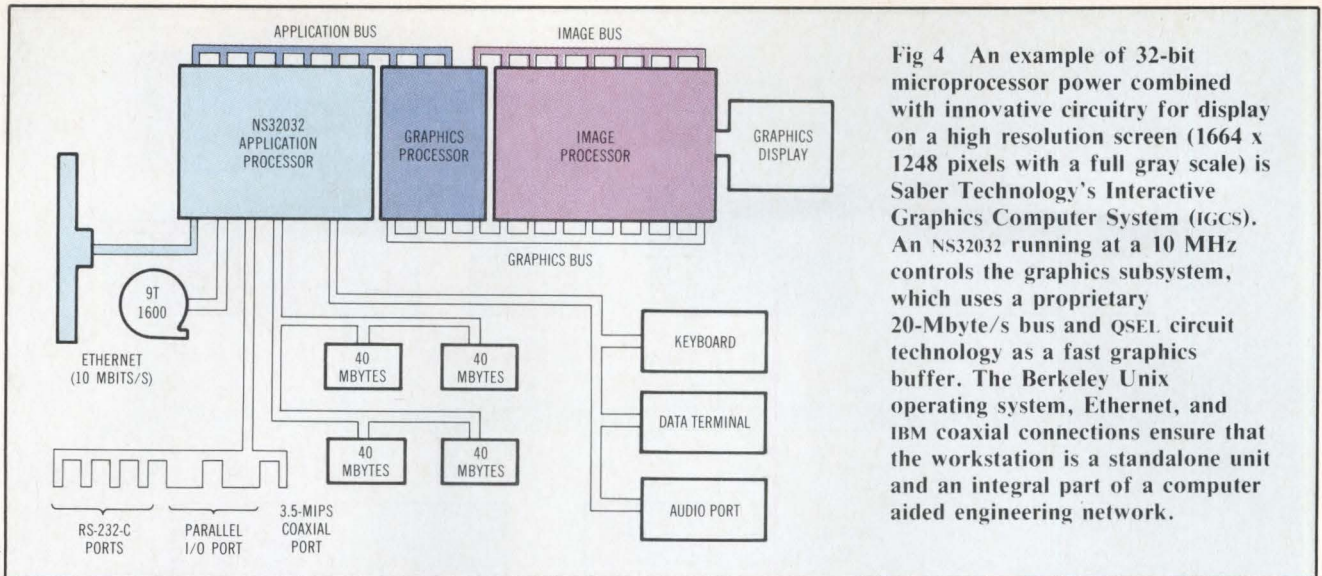 APPLICATION BUS
IMAGE BUS
NS32032
APPLICATION
PROCESSOR
GRAPHICS
PROCESSOR
IMAGE
PROCESSOR
GRAPHICS
DISPLAY
GRAPHICS BUS
9T
1600
ETHERNET
(10 MBITS/S)
40
MBYTES
40
MBYTES
40
MBYTES
40
MBYTES
KEYBOARD
DATA TERMINAL
AUDIO PORT
RS-232-C
PORTS
PARALLEL
I/O PORT
3.5-MIPS
COAXIAL
PORT
Fig 4 An example of 32-bit
microprocessor power combined
with innovative circuitry for display
on a high resolution screen (1664 x
1248 pixels with a full gray scale) is
Saber Technology's Interactive
Graphics Computer System (IGCS).
An NS32032 running at a 10 MHz
controls the graphics subsystem,
which uses a proprietary
20-Mbyte/s bus and QSEL circuit
technology as a fast graphics
buffer. The Berkeley Unix
operating system, Ethernet, and
IBM coaxial connections ensure that
the workstation is a standalone unit
and an integral part of a computer
aided engineering network.